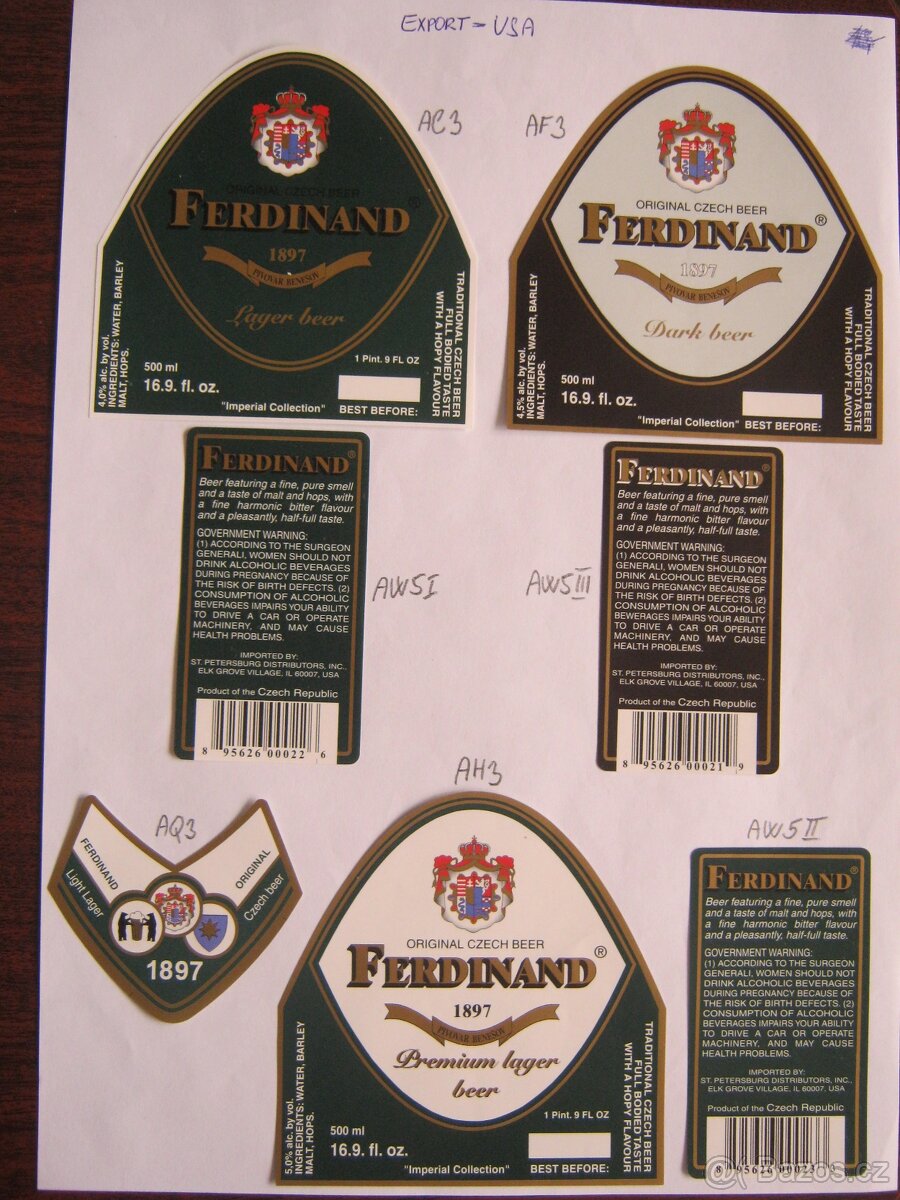 EXPORT = USA
AC3
ORIGINAL CZECH BEER
FERDINAND®
1897
PIVOVAR BENEŠOV
Lager beer
4.0% alc. by vol.
INGREDIENTS: WATER, BARLEY
MALT, HOPS.
500 ml
16.9. fl. oz.
"Imperial Collection"
1 Pint. 9 FL OZ
BEST BEFORE:
TRADITIONAL CZECH BEER
FULL BODIED TASTE
WITH A HOPY FLAVOUR
AF3
ORIGINAL CZECH BEER
FERDINAND®
1897
PIVOVAR BENEŠOV
Dark beer
4.5% alc. by vol.
INGREDIENTS: WATER, BARLEY
MALT, HOPS.
500 ml
16.9. fl. oz.
"Imperial Collection"
BEST BEFORE:
TRADITIONAL CZECH BEER
FULL BODIED TASTE
WITH A HOPY FLAVOUR
FERDINAND®
Beer featuring a fine, pure smell
and a taste of malt and hops, with
a fine harmonic bitter flavour
and a pleasantly, half-full taste.
GOVERNMENT WARNING:
(1) ACCORDING TO THE SURGEON
GENERALI, WOMEN SHOULD NOT
DRINK ALCOHOLIC BEVERAGES
DURING PREGNANCY BECAUSE OF
THE RISK OF BIRTH DEFECTS. (2)
CONSUMPTION OF ALCOHOLIC
BEVERAGES IMPAIRS YOUR ABILITY
TO DRIVE A CAR OR OPERATE
MACHINERY, AND MAY CAUSE
HEALTH PROBLEMS.
IMPORTED BY:
ST. PETERSBURG DISTRIBUTORS, INC.,
ELK GROVE VILLAGE, IL 60007, USA
Product of the Czech Republic
8 95626 00022 6
AW5I
AW5III
FERDINAND®
Beer featuring a fine, pure smell
and a taste of malt and hops, with
a fine harmonic bitter flavour
and a pleasantly, half-full taste.
GOVERNMENT WARNING:
(1) ACCORDING TO THE SURGEON
GENERALI, WOMEN SHOULD NOT
DRINK ALCOHOLIC BEVERAGES
DURING PREGNANCY BECAUSE OF
THE RISK OF BIRTH DEFECTS. (2)
CONSUMPTION OF ALCOHOLIC
BEWERAGES IMPAIRS YOUR ABILITY
TO DRIVE A CAR OR OPERATE
MACHINERY, AND MAY CAUSE
HEALTH PROBLEMS.
IMPORTED BY:
ST. PETERSBURG DISTRIBUTORS, INC.,
ELK GROVE VILLAGE, IL 60007, USA
Product of the Czech Republic
8 95626 00021 9
AQ3
FERDINAND
Light Lager
ORIGINAL
Czech beer
1897
AH3
ORIGINAL CZECH BEER
FERDINAND®
1897
PIVOVAR BENEŠOV
Premium lager
beer
5.0% alc. by vol.
INGREDIENTS: WATER, BARLEY
MALT, HOPS.
500 ml
16.9. fl. oz.
"Imperial Collection"
1 Pint. 9 FL OZ
BEST BEFORE:
TRADITIONAL CZECH BEER
FULL BODIED TASTE
WITH A HOPY FLAVOUR
AW5II
FERDINAND®
Beer featuring a fine, pure smell
and a taste of malt and hops, with
a fine harmonic bitter flavour
and a pleasantly, half-full taste.
GOVERNMENT WARNING:
(1) ACCORDING TO THE SURGEON
GENERALI, WOMEN SHOULD NOT
DRINK ALCOHOLIC BEVERAGES
DURING PREGNANCY BECAUSE OF
THE RISK OF BIRTH DEFECTS. (2)
CONSUMPTION OF ALCOHOLIC
BEVERAGES IMPAIRS YOUR ABILITY
TO DRIVE A CAR OR OPERATE
MACHINERY, AND MAY CAUSE
HEALTH PROBLEMS.
IMPORTED BY:
ST. PETERSBURG DISTRIBUTORS, INC.,
ELK GROVE VILLAGE, IL 60007, USA
Product of the Czech Republic
8 95626 00023
@Bazos.cz